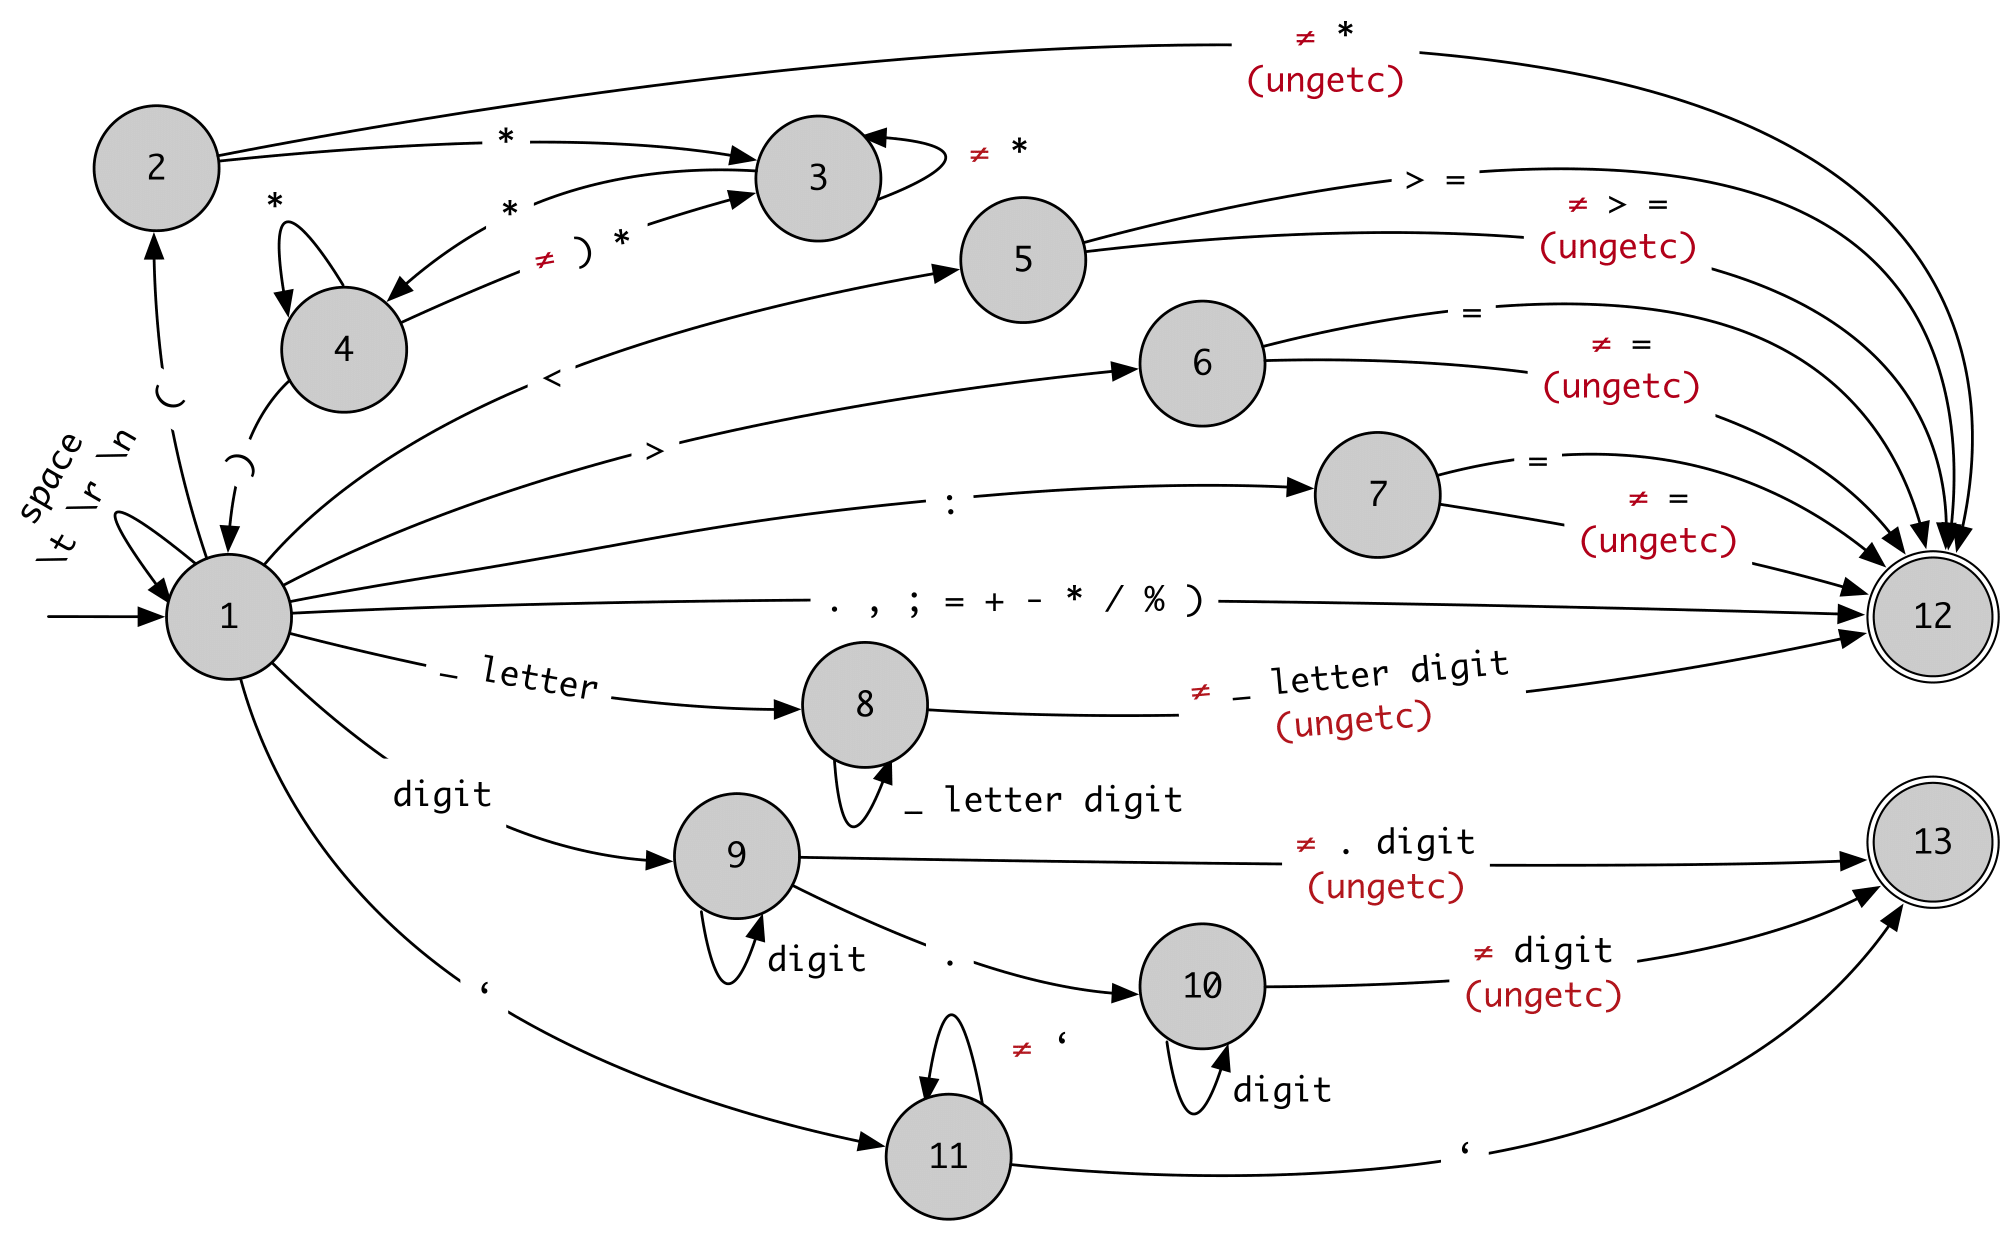 ≠ *
(ungetc)
2
*
3
≠ *
*
*
≠ ) *
5
> =
≠ > =
(ungetc)
4
6
=
≠ =
(ungetc)
(
<
space
\t \r \n
)
>
:
7
=
≠ =
(ungetc)
1
. , ; = + - * / % )
12
_ letter
8
≠ _ letter digit
(ungetc)
_ letter digit
digit
9
≠ . digit
(ungetc)
13
digit
.
10
≠ digit
(ungetc)
digit
‘
≠ ‘
11
‘